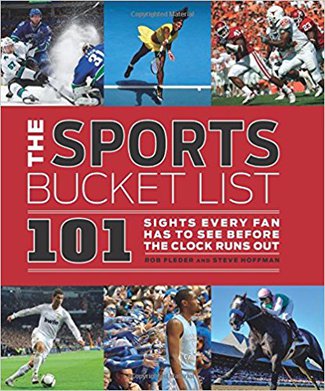 THE SPORTS
BUCKET LIST
101
SIGHTS EVERY FAN
HAS TO SEE BEFORE
THE CLOCK RUNS OUT
ROB FLEDER AND STEVE HOFFMAN